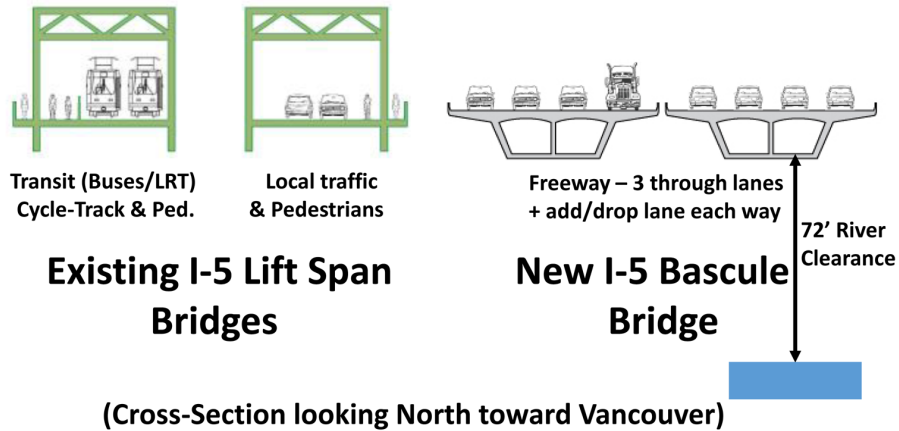 Transit (Buses/LRT)
Cycle-Track & Ped.
Local traffic
& Pedestrians
Existing I-5 Lift Span
Bridges
Freeway – 3 through lanes
+ add/drop lane each way
72’ River
Clearance
New I-5 Bascule
Bridge
(Cross-Section looking North toward Vancouver)